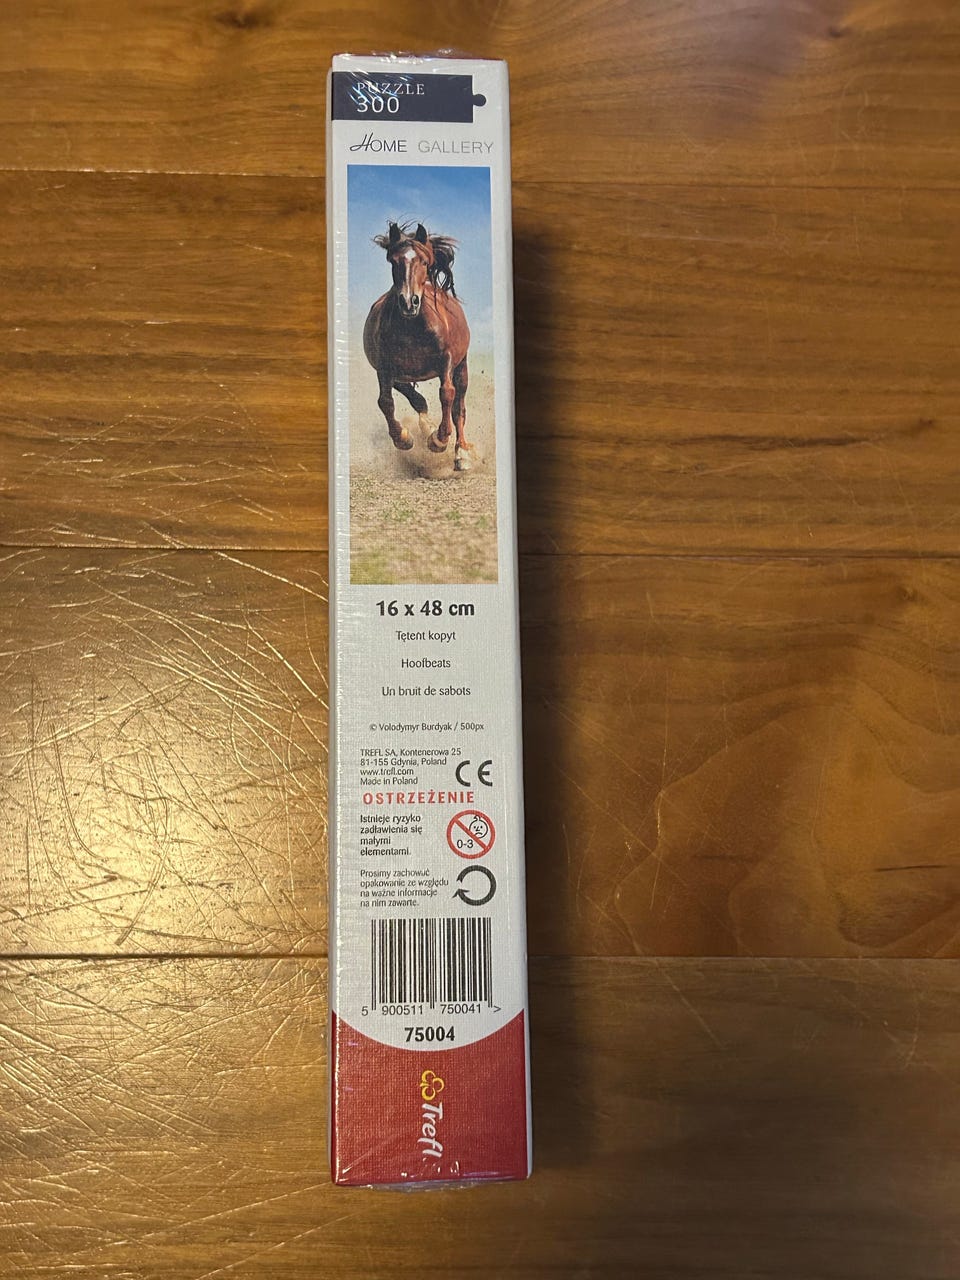 PUZZLE
300
HOME GALLERY
16 x 48 cm
Tętent kopyt
Hoofbeats
Un bruit de sabots
© Volodymyr Burdyak / 500px
TREFL SA, Kontenerowa 25
81-155 Gdynia, Poland
www.trefl.com
Made in Poland
CE
OSTRZEŻENIE
Istnieje ryzyko
zadławienia się
małymi
elementami.
0-3
Prosimy zachować
opakowanie ze względu
na ważne informacje
na nim zawarte.
5 900511 750041 >
75004
Trefl